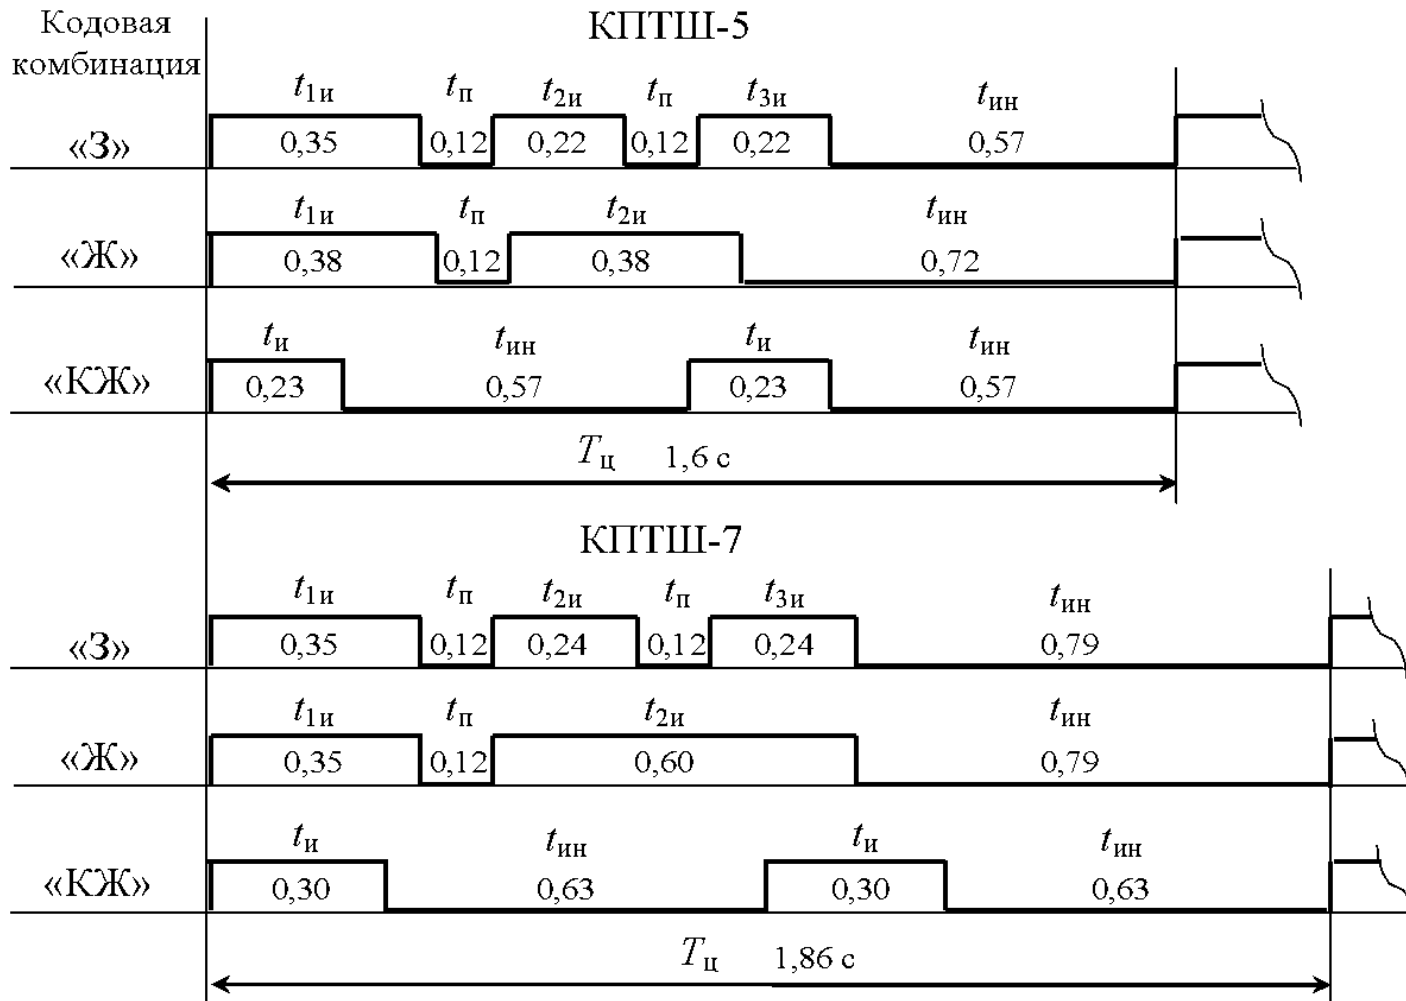 Кодовая
комбинация
КПТШ-5
t1и tп t2и tп t3и tин
«З» 0,35 0,12 0,22 0,12 0,22 0,57
t1и tп t2и tин
«Ж» 0,38 0,12 0,38 0,72
tи tин tи tин
«КЖ» 0,23 0,57 0,23 0,57
Tц 1,6 с
КПТШ-7
t1и tп t2и tп t3и tин
«З» 0,35 0,12 0,24 0,12 0,24 0,79
t1и tп t2и tин
«Ж» 0,35 0,12 0,60 0,79
tи tин tи tин
«КЖ» 0,30 0,63 0,30 0,63
Tц 1,86 с